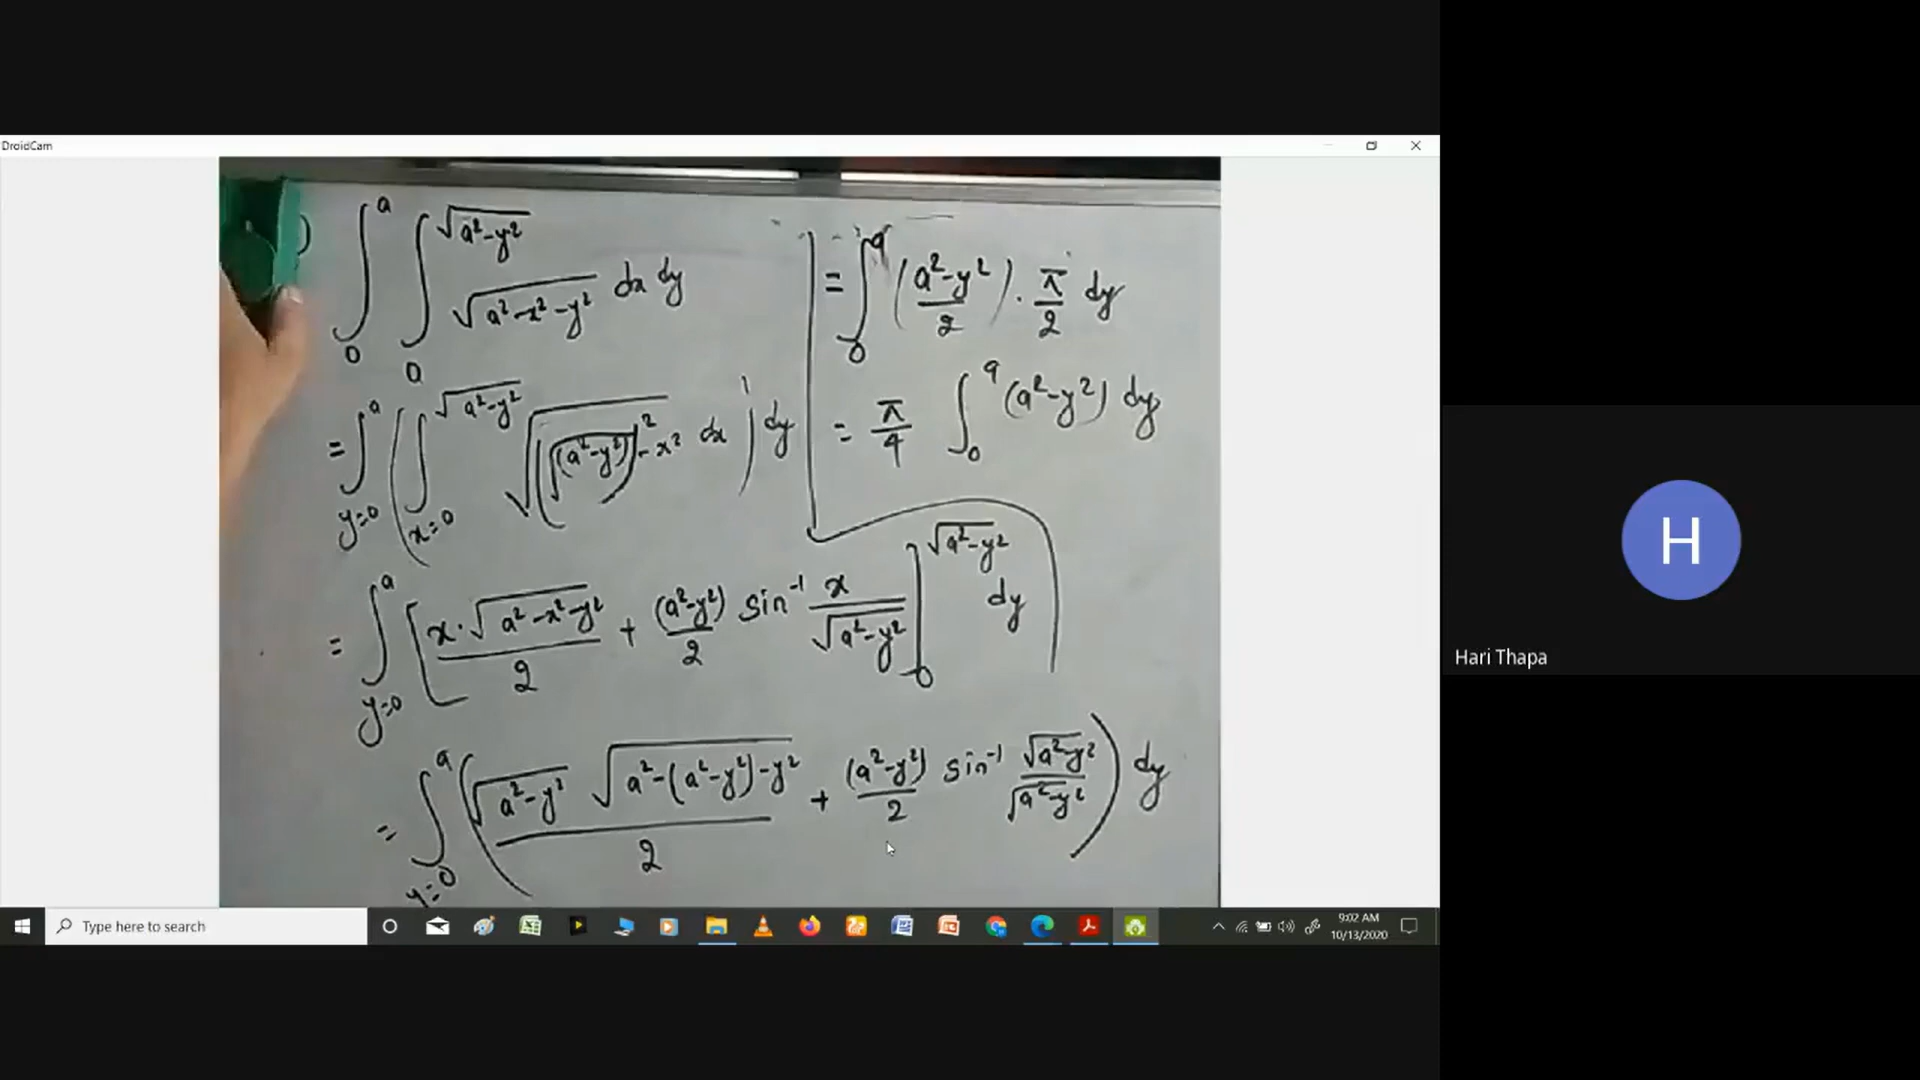 DroidCam
) ∫₀ᵃ ∫₀^√(a²-y²) √(a²-x²-y²) dx dy
= ∫_{y=0}^a ( ∫_{x=0}^√(a²-y²) √((√(a²-y²))² - x²) dx ) dy
= ∫_{y=0}^a [ x·√(a²-x²-y²) / 2 + (a²-y²)/2 sin⁻¹ x/√(a²-y²) ]₀^√(a²-y²) dy
= ∫_{y=0}^a ( √(a²-y²) √(a²-(a²-y²)-y²) / 2 + (a²-y²)/2 sin⁻¹ √(a²-y²)/√(a²-y²) ) dy
= ∫₀ᵃ ( (a²-y²)/2 ) · π/2 dy
= π/4 ∫₀ᵃ (a²-y²) dy
H
Hari Thapa
Type here to search
9:02 AM
10/13/2020